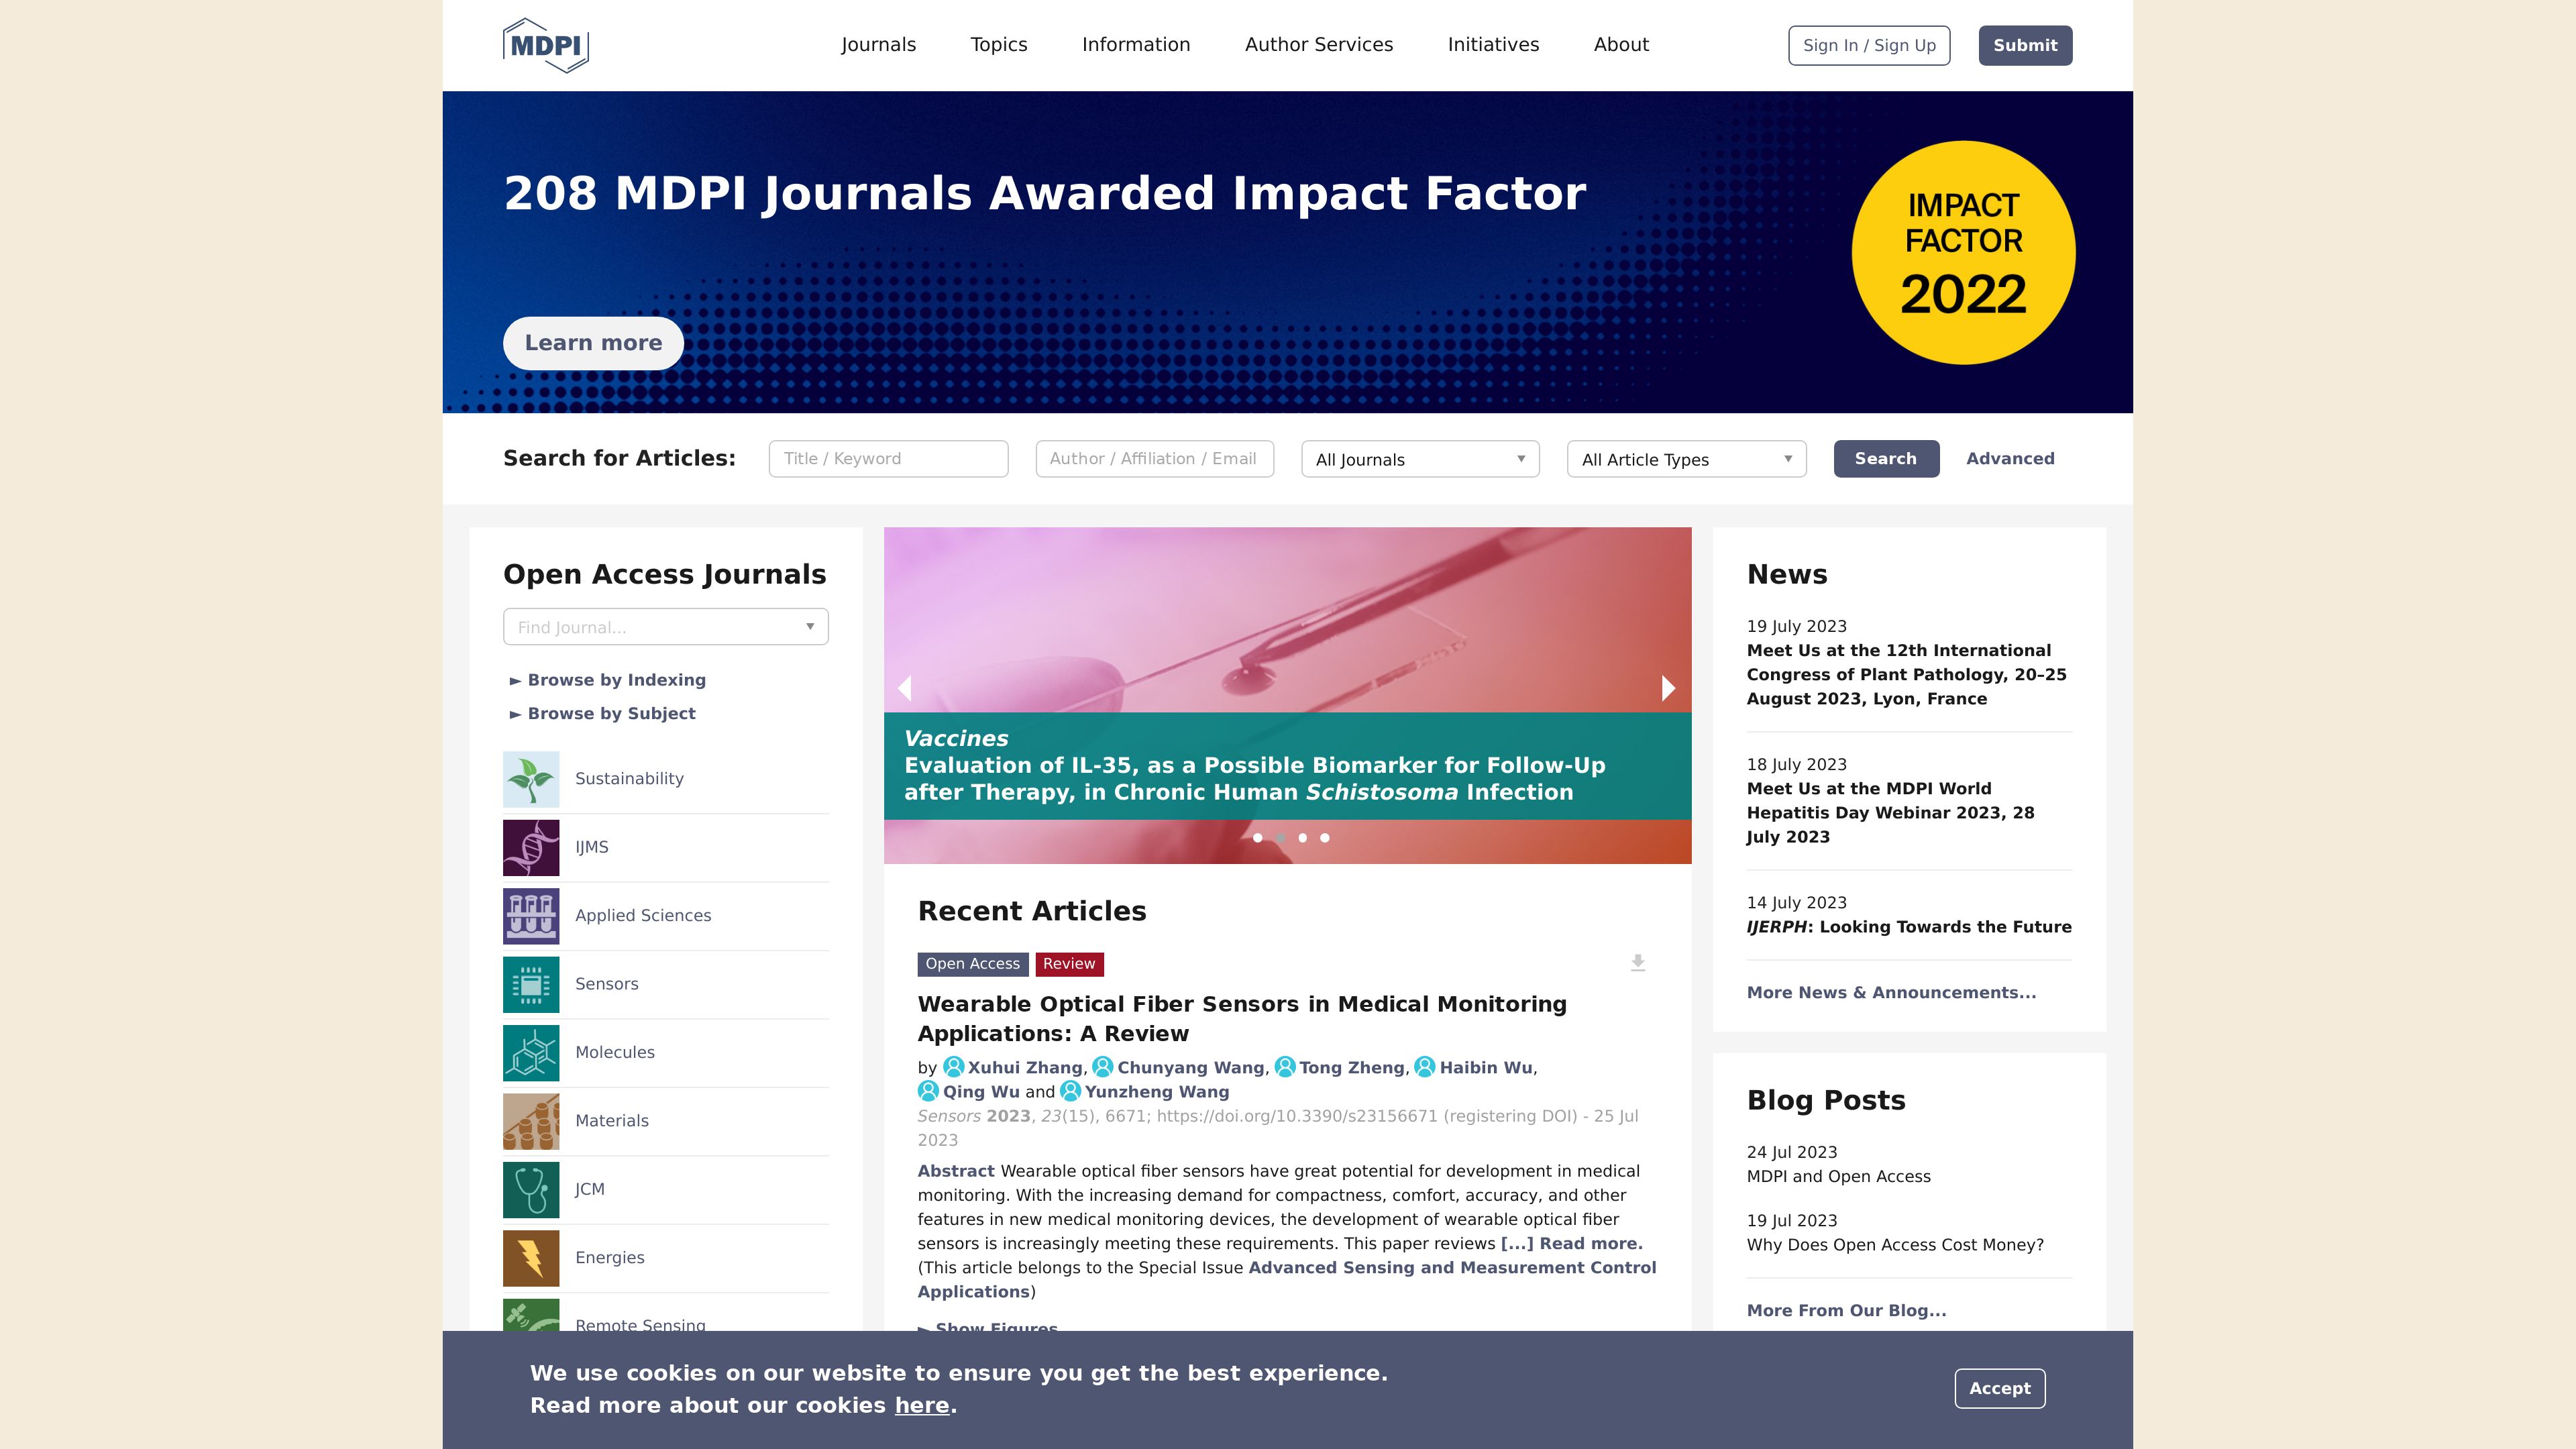 MDPI
Journals
Topics
Information
Author Services
Initiatives
About
Sign In / Sign Up
Submit
208 MDPI Journals Awarded Impact Factor
IMPACT
FACTOR
2022
Learn more
Search for Articles:
Title / Keyword
Author / Affiliation / Email
All Journals
All Article Types
Search
Advanced
Open Access Journals
Find Journal...
► Browse by Indexing
► Browse by Subject
Sustainability
IJMS
Applied Sciences
Sensors
Molecules
Materials
JCM
Energies
Remote Sensing
Vaccines
Evaluation of IL-35, as a Possible Biomarker for Follow-Up
after Therapy, in Chronic Human Schistosoma Infection
Recent Articles
Open Access
Review
Wearable Optical Fiber Sensors in Medical Monitoring
Applications: A Review
by Xuhui Zhang, Chunyang Wang, Tong Zheng, Haibin Wu,
Qing Wu and Yunzheng Wang
Sensors 2023, 23(15), 6671; https://doi.org/10.3390/s23156671 (registering DOI) - 25 Jul
2023
Abstract Wearable optical fiber sensors have great potential for development in medical
monitoring. With the increasing demand for compactness, comfort, accuracy, and other
features in new medical monitoring devices, the development of wearable optical fiber
sensors is increasingly meeting these requirements. This paper reviews [...] Read more.
(This article belongs to the Special Issue Advanced Sensing and Measurement Control
Applications)
► Show Figures
News
19 July 2023
Meet Us at the 12th International
Congress of Plant Pathology, 20–25
August 2023, Lyon, France
18 July 2023
Meet Us at the MDPI World
Hepatitis Day Webinar 2023, 28
July 2023
14 July 2023
IJERPH: Looking Towards the Future
More News & Announcements...
Blog Posts
24 Jul 2023
MDPI and Open Access
19 Jul 2023
Why Does Open Access Cost Money?
More From Our Blog...
We use cookies on our website to ensure you get the best experience.
Read more about our cookies here.
Accept